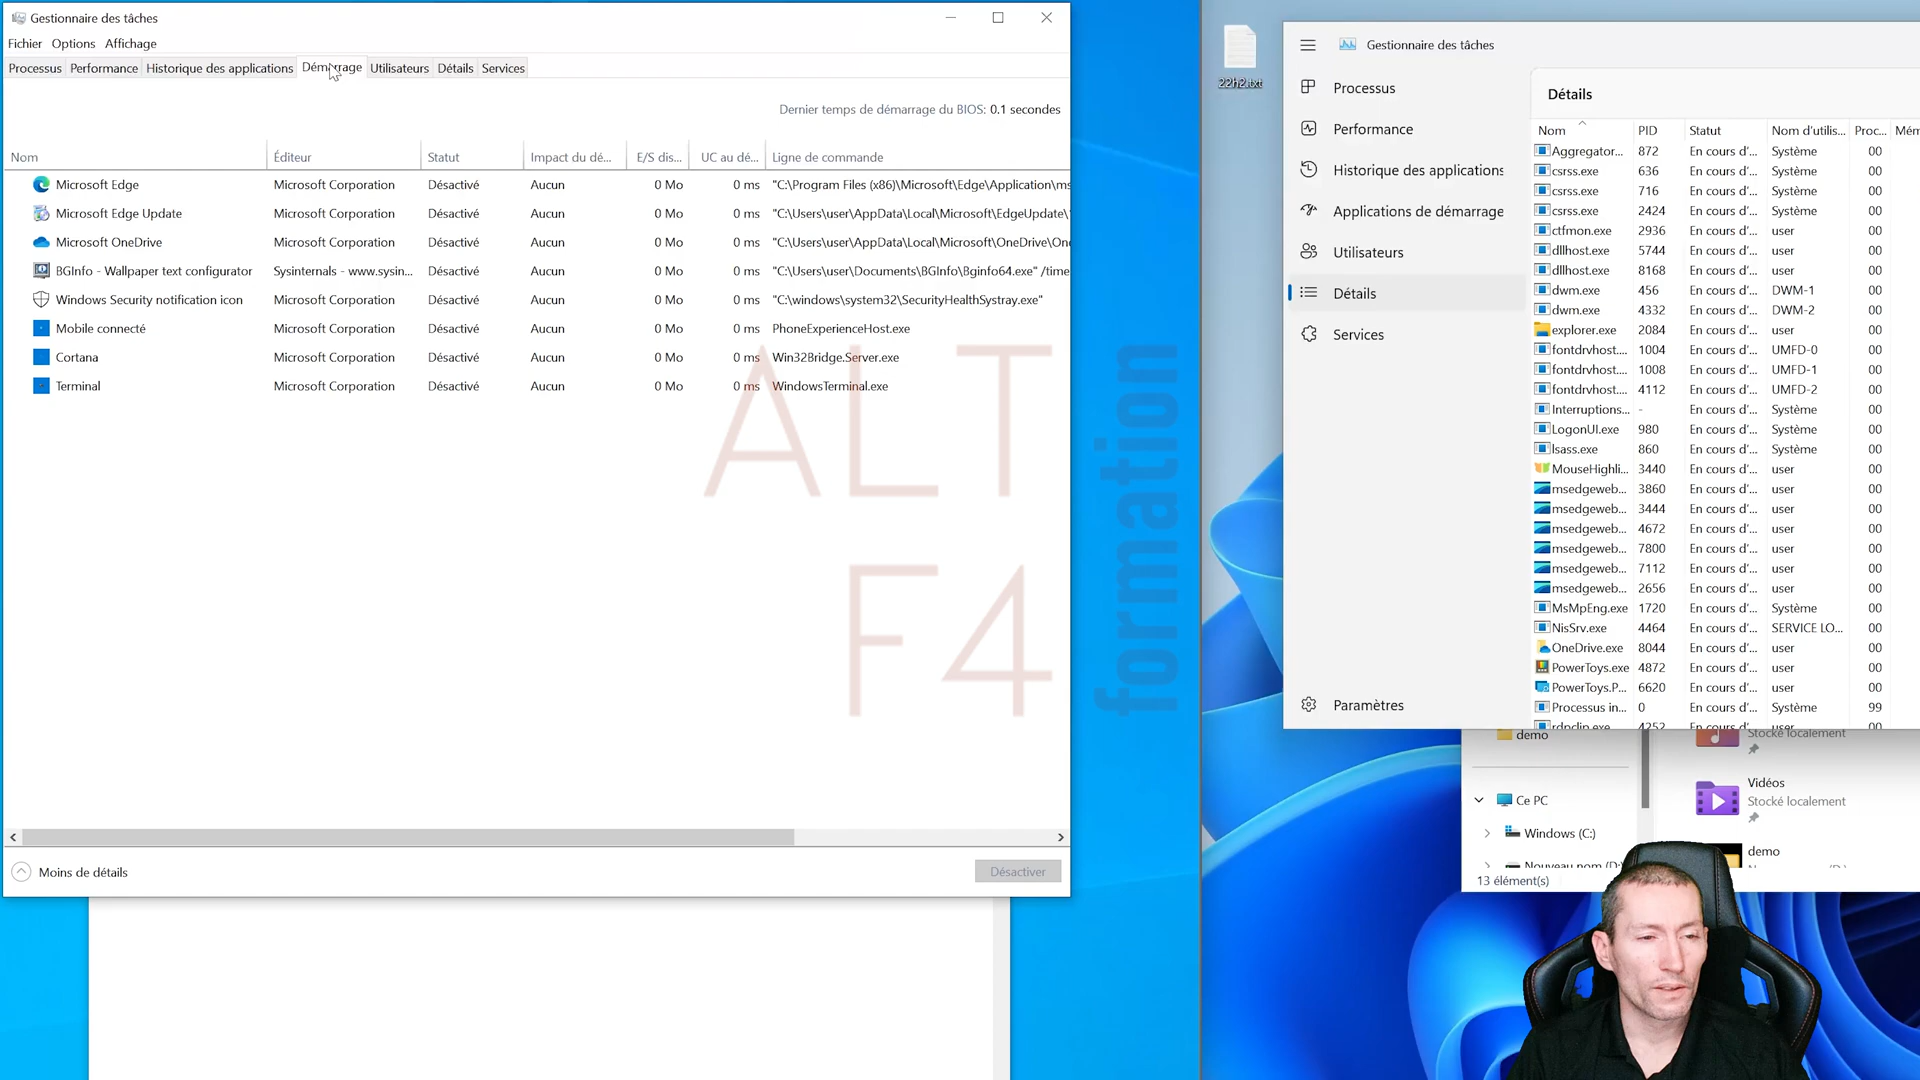 Gestionnaire des tâches
Fichier Options Affichage
Processus Performance Historique des applications Démarrage Utilisateurs Détails Services
Dernier temps de démarrage du BIOS: 0.1 secondes
Nom Éditeur Statut Impact du dé... E/S dis... UC au dé... Ligne de commande
Microsoft Edge Microsoft Corporation Désactivé Aucun 0 Mo 0 ms "C:\Program Files (x86)\Microsoft\Edge\Application\ms
Microsoft Edge Update Microsoft Corporation Désactivé Aucun 0 Mo 0 ms "C:\Users\user\AppData\Local\Microsoft\EdgeUpdate\
Microsoft OneDrive Microsoft Corporation Désactivé Aucun 0 Mo 0 ms "C:\Users\user\AppData\Local\Microsoft\OneDrive\On
BGInfo - Wallpaper text configurator Sysinternals - www.sysin... Désactivé Aucun 0 Mo 0 ms "C:\Users\user\Documents\BGInfo\Bginfo64.exe" /time
Windows Security notification icon Microsoft Corporation Désactivé Aucun 0 Mo 0 ms "C:\windows\system32\SecurityHealthSystray.exe"
Mobile connecté Microsoft Corporation Désactivé Aucun 0 Mo 0 ms PhoneExperienceHost.exe
Cortana Microsoft Corporation Désactivé Aucun 0 Mo 0 ms Win32Bridge.Server.exe
Terminal Microsoft Corporation Désactivé Aucun 0 Mo 0 ms WindowsTerminal.exe
ALT
F4
formation
Moins de détails
Désactiver
22h2.txt
Gestionnaire des tâches
Processus
Performance
Historique des applications
Applications de démarrage
Utilisateurs
Détails
Services
Paramètres
Détails
Nom PID Statut Nom d'utilis... Proc... Mém
Aggregator... 872 En cours d'... Système 00
csrss.exe 636 En cours d'... Système 00
csrss.exe 716 En cours d'... Système 00
csrss.exe 2424 En cours d'... Système 00
ctfmon.exe 2936 En cours d'... user 00
dllhost.exe 5744 En cours d'... user 00
dllhost.exe 8168 En cours d'... user 00
dwm.exe 456 En cours d'... DWM-1 00
dwm.exe 4332 En cours d'... DWM-2 00
explorer.exe 2084 En cours d'... user 00
fontdrvhost.... 1004 En cours d'... UMFD-0 00
fontdrvhost.... 1008 En cours d'... UMFD-1 00
fontdrvhost.... 4112 En cours d'... UMFD-2 00
Interruptions... - En cours d'... Système 00
LogonUI.exe 980 En cours d'... Système 00
lsass.exe 860 En cours d'... Système 00
MouseHighli... 3440 En cours d'... user 00
msedgeweb... 3860 En cours d'... user 00
msedgeweb... 3444 En cours d'... user 00
msedgeweb... 4672 En cours d'... user 00
msedgeweb... 7800 En cours d'... user 00
msedgeweb... 7112 En cours d'... user 00
msedgeweb... 2656 En cours d'... user 00
MsMpEng.exe 1720 En cours d'... Système 00
NisSrv.exe 4464 En cours d'... SERVICE LO... 00
OneDrive.exe 8044 En cours d'... user 00
PowerToys.exe 4872 En cours d'... user 00
PowerToys.P... 6620 En cours d'... user 00
Processus in... 0 En cours d'... Système 99
rdpclip.exe 4252 En cours d'... user 00
demo
Stocké localement
Vidéos
Stocké localement
Ce PC
Windows (C:)
Nouveau nom (D:)
demo
13 élément(s)